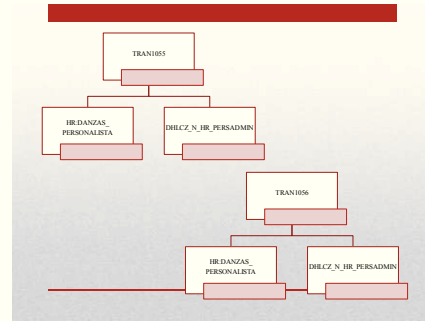 TRAN1055
HR:DANZAS_
PERSONALISTA
DHLCZ_N_HR_PERSADMIN
TRAN1056
HR:DANZAS_
PERSONALISTA
DHLCZ_N_HR_PERSADMIN